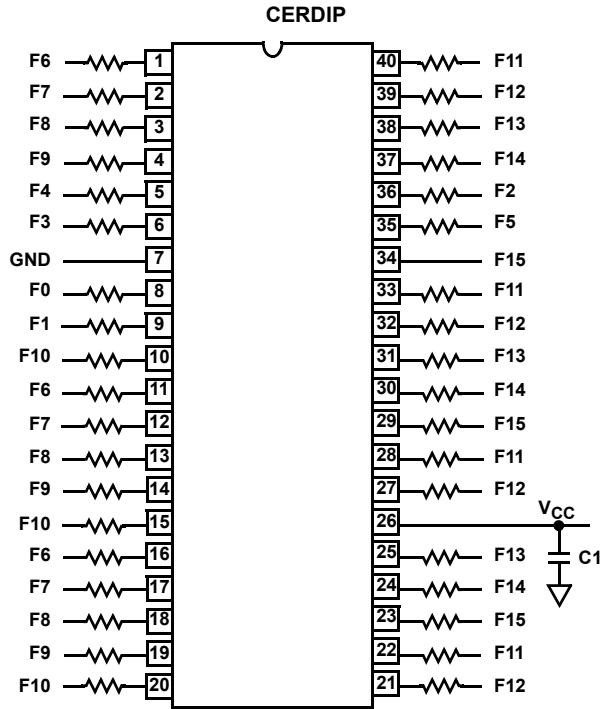 CERDIP
F6 1 40 F11
F7 2 39 F12
F8 3 38 F13
F9 4 37 F14
F4 5 36 F2
F3 6 35 F5
GND 7 34 F15
F0 8 33 F11
F1 9 32 F12
F10 10 31 F13
F6 11 30 F14
F7 12 29 F15
F8 13 28 F11
F9 14 27 F12
F10 15 26 VCC
F6 16 25 F13 C1
F7 17 24 F14
F8 18 23 F15
F9 19 22 F11
F10 20 21 F12